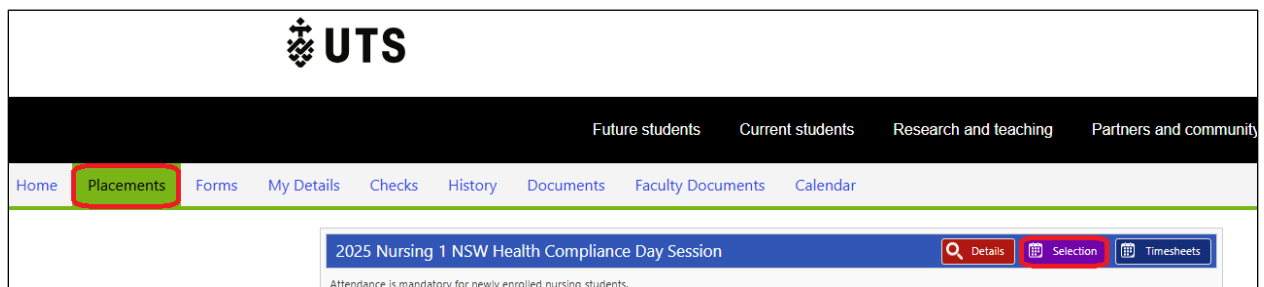 UTS
Future students Current students Research and teaching Partners and community
Home Placements Forms My Details Checks History Documents Faculty Documents Calendar
2025 Nursing 1 NSW Health Compliance Day Session Details Selection Timesheets
Attendance is mandatory for newly enrolled nursing students.